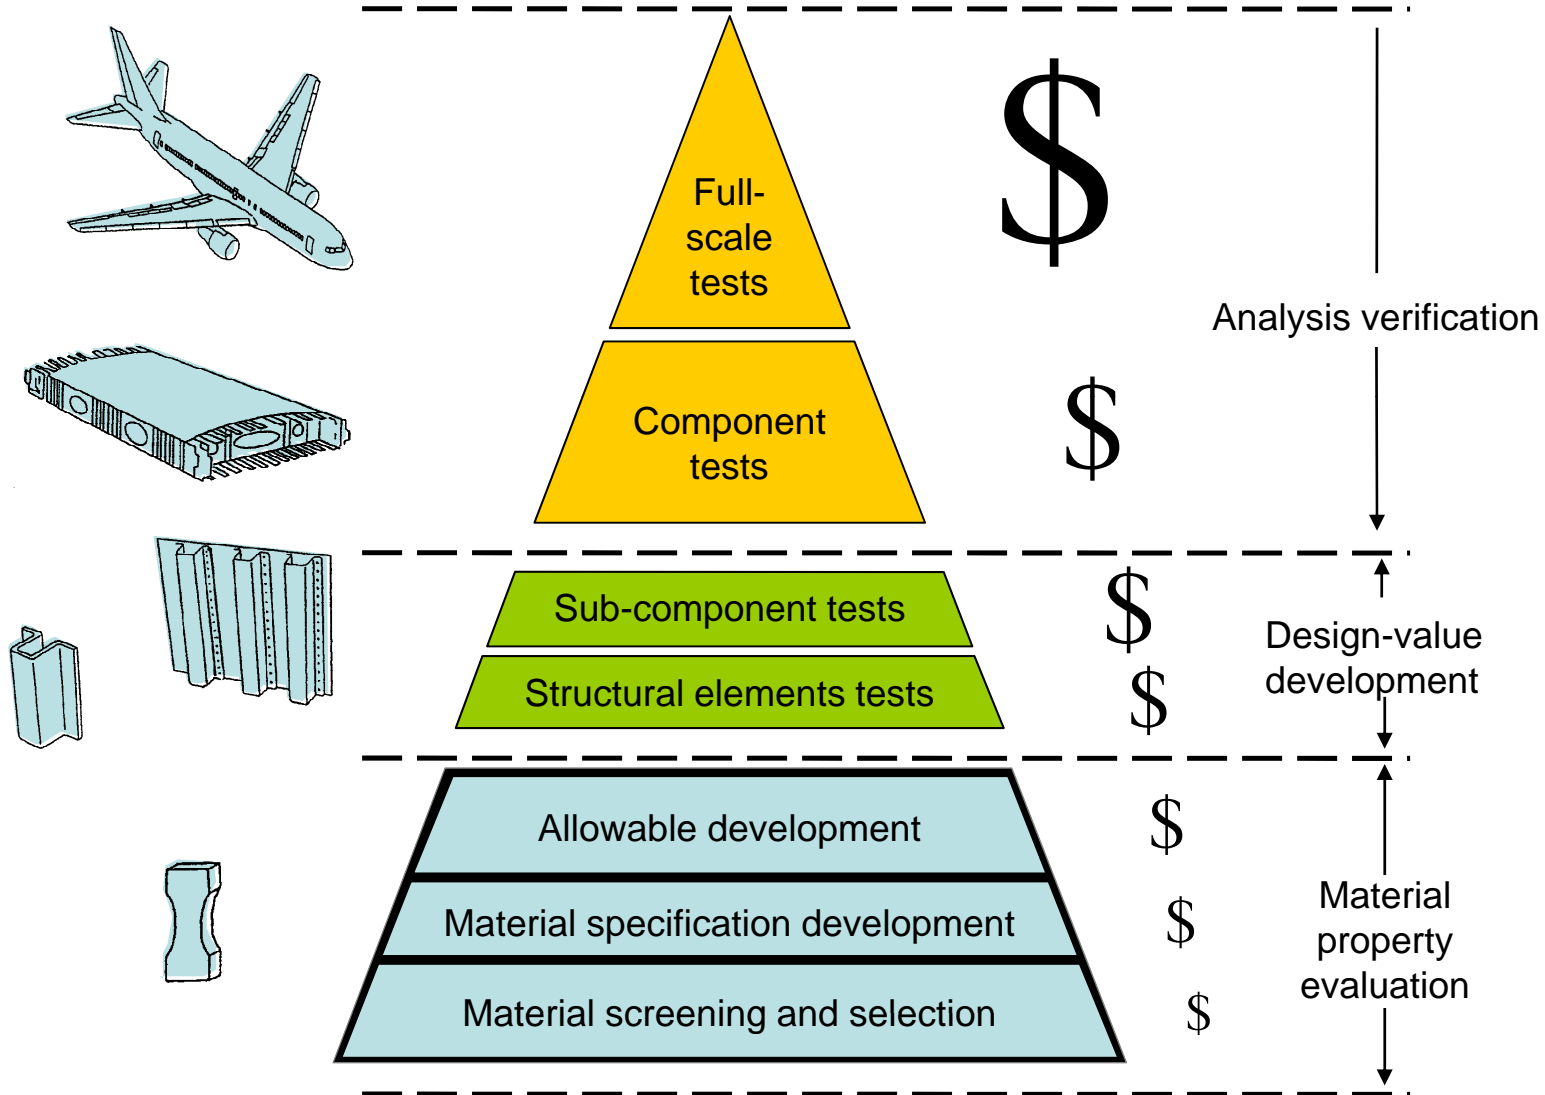 Full-
scale
tests
$
Analysis verification
Component
tests
$
Sub-component tests
$
Structural elements tests
$
Design-value
development
Allowable development
$
Material specification development
$
Material screening and selection
$
Material
property
evaluation